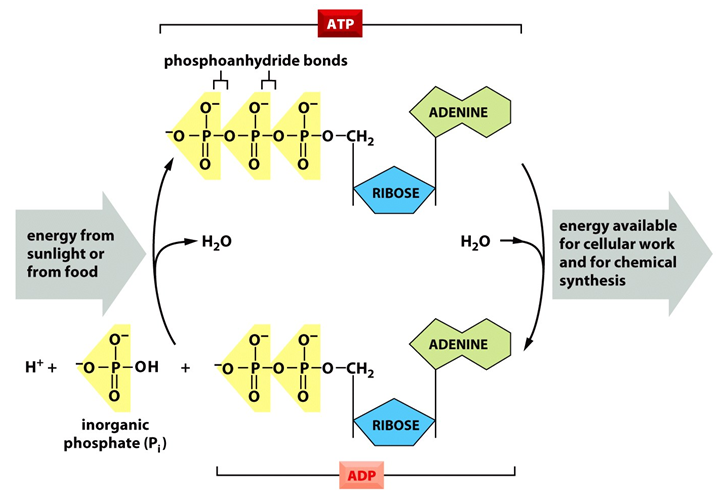 ATP
phosphoanhydride bonds
O⁻ O⁻ O⁻
⁻O–P–O–P–O–P–O–CH₂
O O O
ADENINE
RIBOSE
energy from
sunlight or
from food
H₂O
H₂O
energy available
for cellular work
and for chemical
synthesis
H⁺ +
O⁻
⁻O–P–OH
O
+
O⁻ O⁻
⁻O–P–O–P–O–CH₂
O O
ADENINE
RIBOSE
inorganic
phosphate (Pᵢ)
ADP